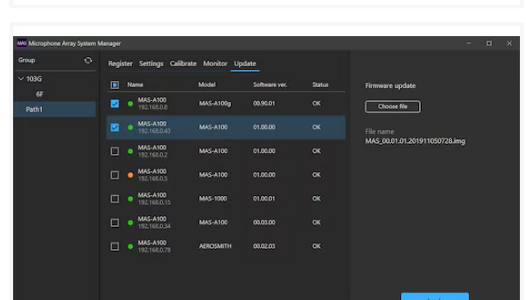 MAS Microphone Array System Manager
Group
Register Settings Calibrate Monitor Update
103G
6F
Path1
Name Model Software ver. Status
MAS-A100 MAS-A100g 00.90.01 OK
192.168.0.8
MAS-A100 MAS-A100 01.00.00 OK
192.168.0.43
MAS-A100 MAS-A100 01.00.00 OK
192.168.0.2
MAS-A100 MAS-A100 01.00.00 OK
192.168.0.5
MAS-A100 MAS-1000 01.00.01 OK
192.168.0.15
MAS-A100 MAS-A100 00.03.00 OK
192.168.0.34
MAS-A100 AEROSMITH 00.02.03 OK
192.168.0.78
Firmware update
Choose file
File name
MAS_00.01.01.201911050728.img